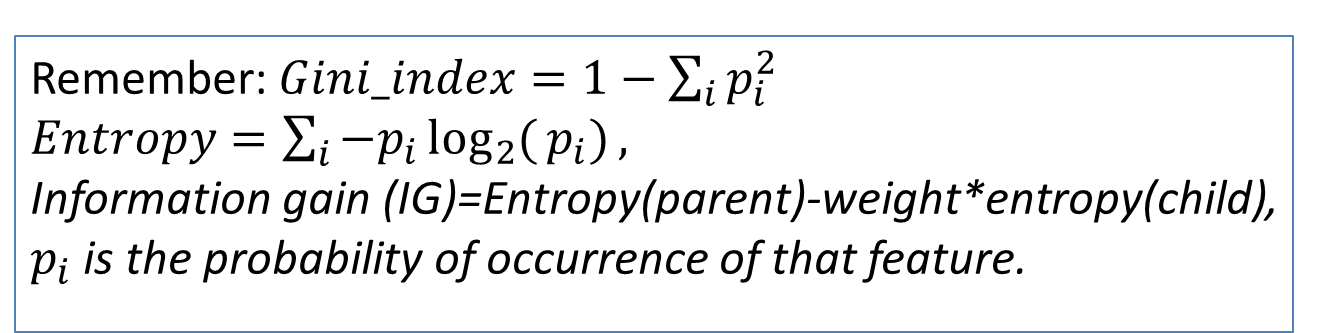 Remember: Gini_index = 1 − ∑ᵢ pᵢ²
Entropy = ∑ᵢ −pᵢ log₂( pᵢ) ,
Information gain (IG)=Entropy(parent)-weight*entropy(child),
pᵢ is the probability of occurrence of that feature.